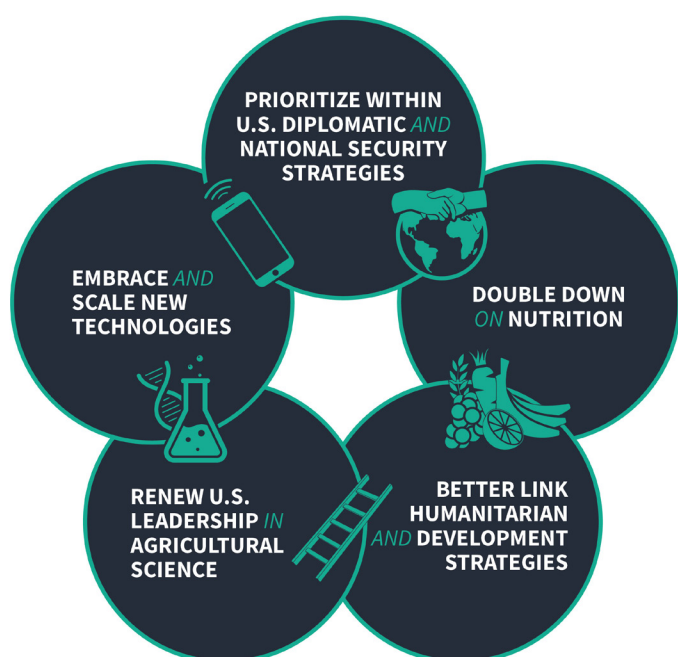 PRIORITIZE WITHIN
U.S. DIPLOMATIC AND
NATIONAL SECURITY
STRATEGIES
EMBRACE AND
SCALE NEW
TECHNOLOGIES
DOUBLE DOWN
ON NUTRITION
RENEW U.S.
LEADERSHIP IN
AGRICULTURAL
SCIENCE
BETTER LINK
HUMANITARIAN
AND DEVELOPMENT
STRATEGIES